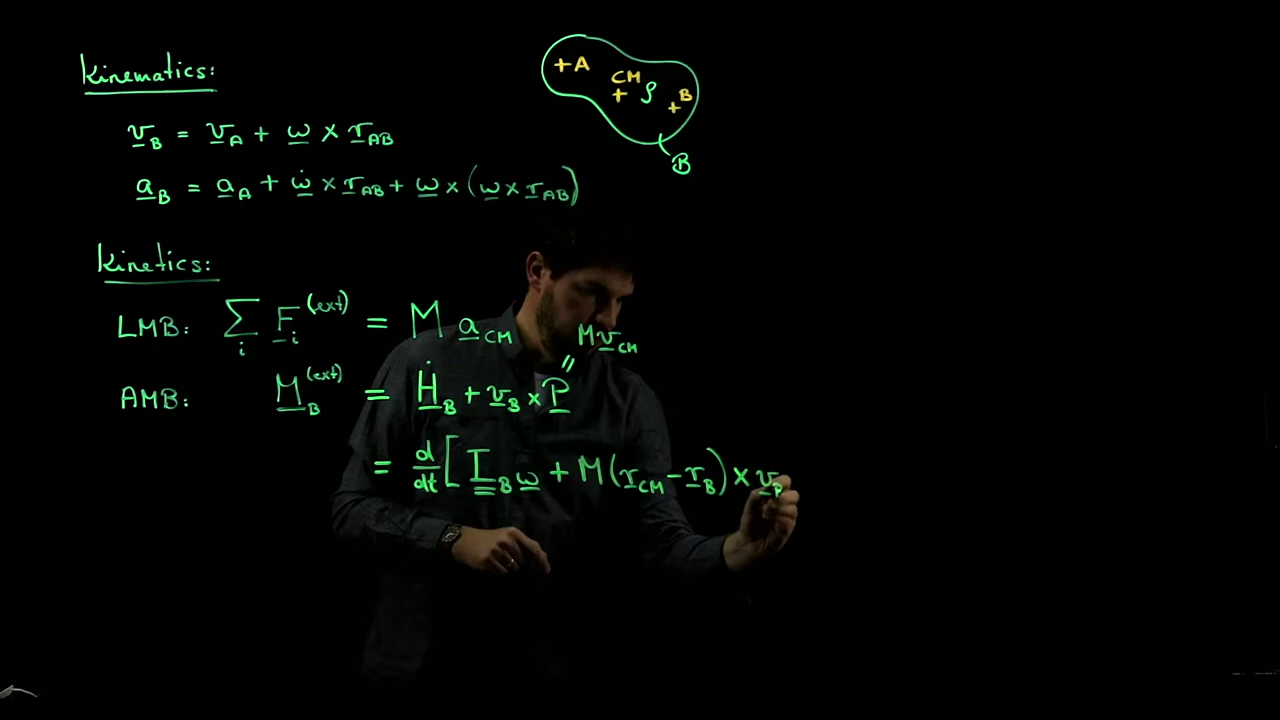 Kinematics:
v_B = v_A + ω × r_AB
a_B = a_A + ω̇ × r_AB + ω × (ω × r_AB)
+A
CM
+ ρ
+B
B
Kinetics:
LMB: Σ_i F_i^(ext) = M a_CM
M v_CM
=
AMB: M_B^(ext) = Ḣ_B + v_B × P
= d/dt [ I_B ω + M (r_CM − r_B) × v_B